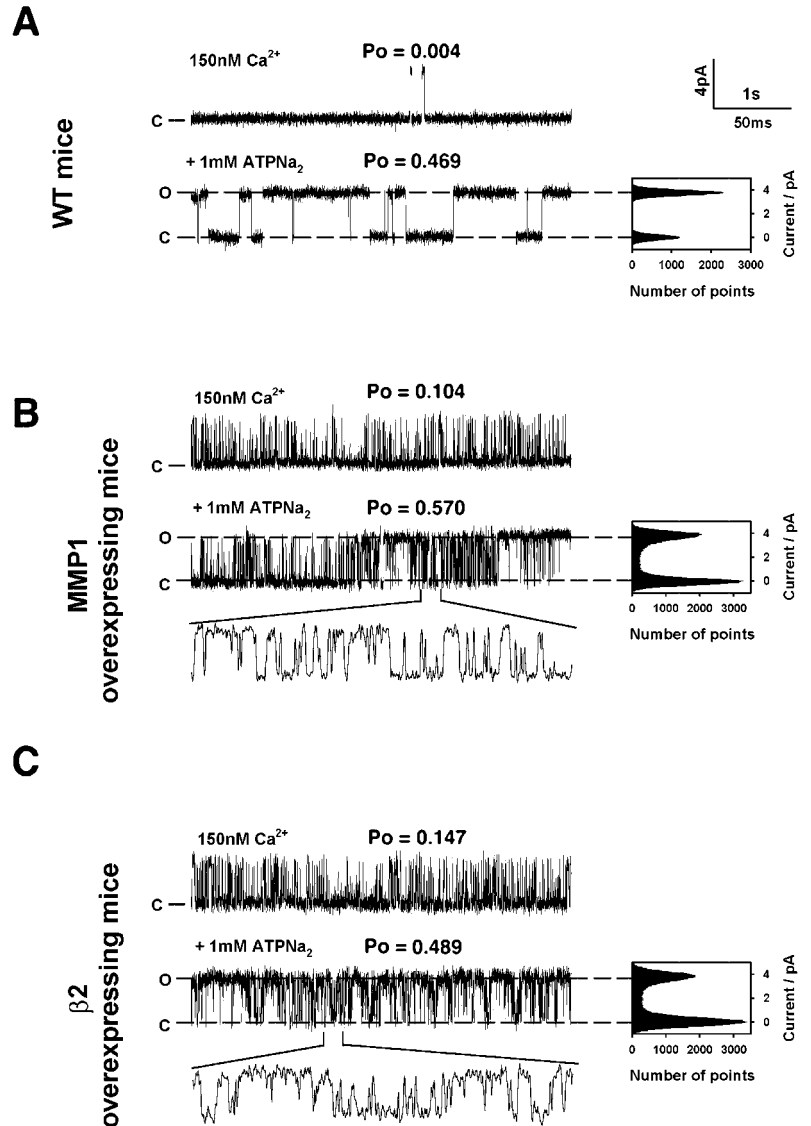 A
WT mice
150nM Ca²⁺
Po = 0.004
C
4pA
1s
50ms
+ 1mM ATPNa₂
Po = 0.469
O
C
4
2
0
Current / pA
0 1000 2000 3000
Number of points
B
MMP1
overexpressing mice
150nM Ca²⁺
Po = 0.104
C
+ 1mM ATPNa₂
Po = 0.570
O
C
4
2
0
Current / pA
0 1000 2000 3000
Number of points
C
β2
overexpressing mice
150nM Ca²⁺
Po = 0.147
C
+ 1mM ATPNa₂
Po = 0.489
O
C
4
2
0
Current / pA
0 1000 2000 3000
Number of points